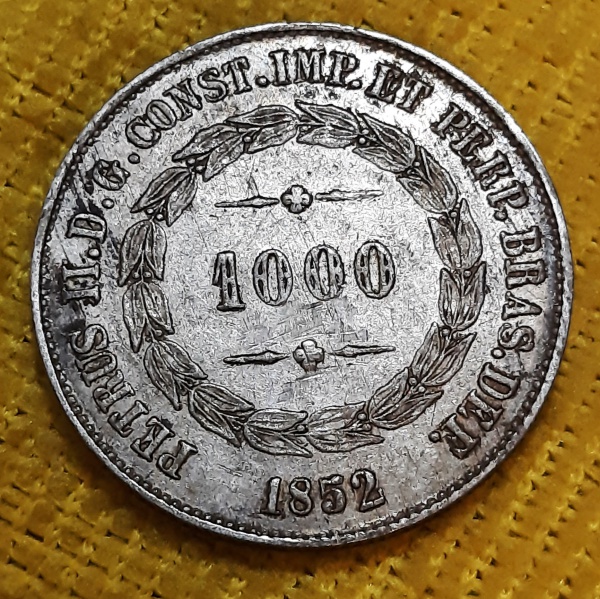 PETRUS II. D. G. CONST. IMP. ET PERP. BRAS. DEF.
1000
1852